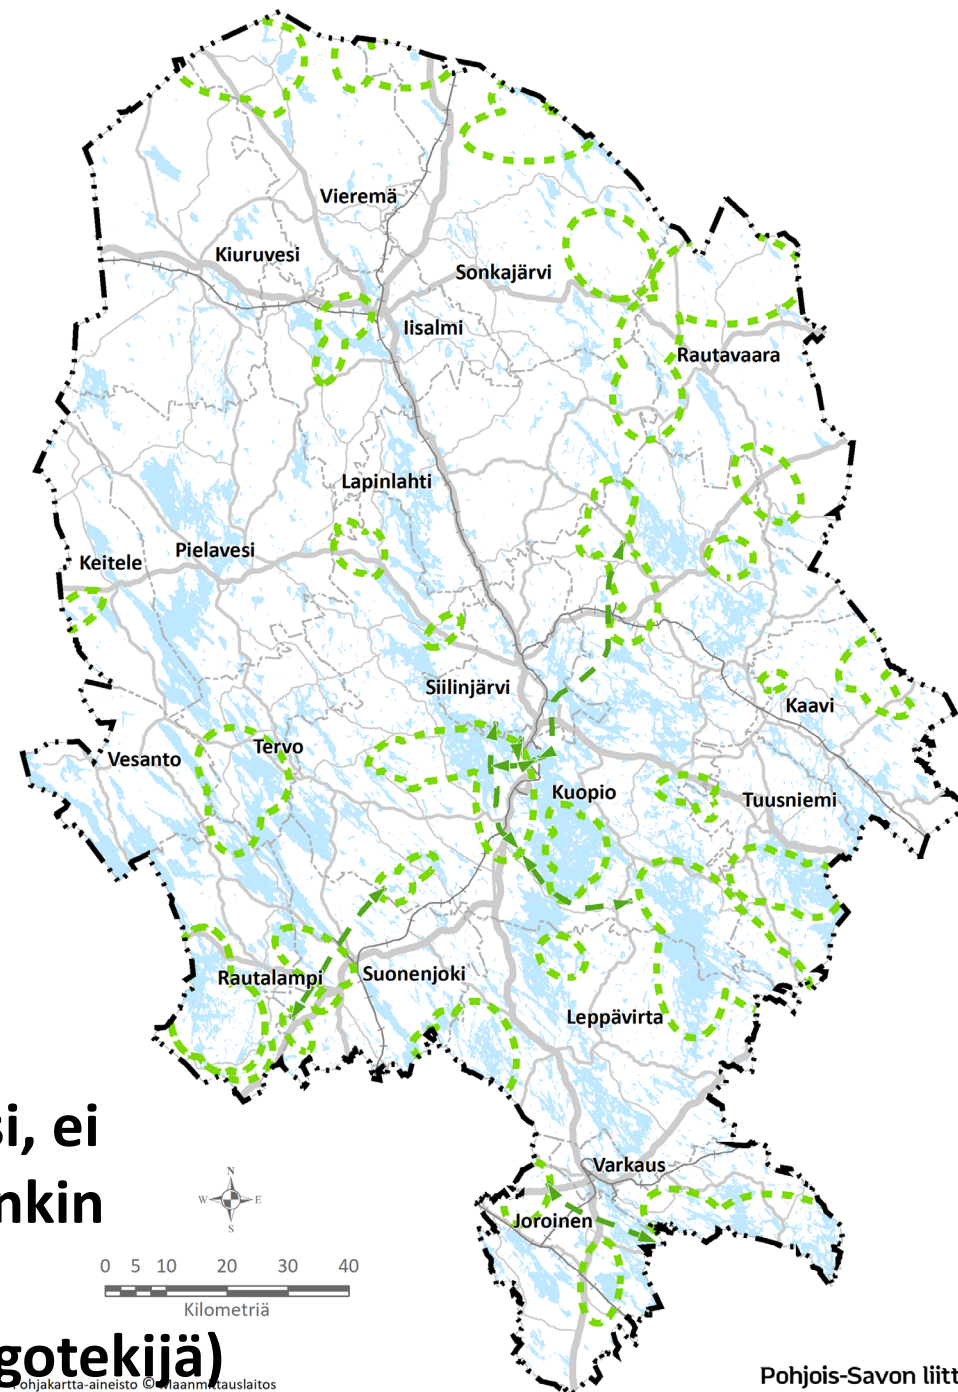 Vieremä
Kiuruvesi
Sonkajärvi
Iisalmi
Rautavaara
Lapinlahti
Keitele
Pielavesi
Siilinjärvi
Kaavi
Vesanto
Tervo
Kuopio
Tuusniemi
Rautalampi
Suonenjoki
Leppävirta
si, ei
nkin
Varkaus
Joroinen
N
W E
S
0 5 10 20 30 40
Kilometriä
gotekijä)
Pohjakartta-aineisto © Maanmittauslaitos
Pohjois-Savon liitt